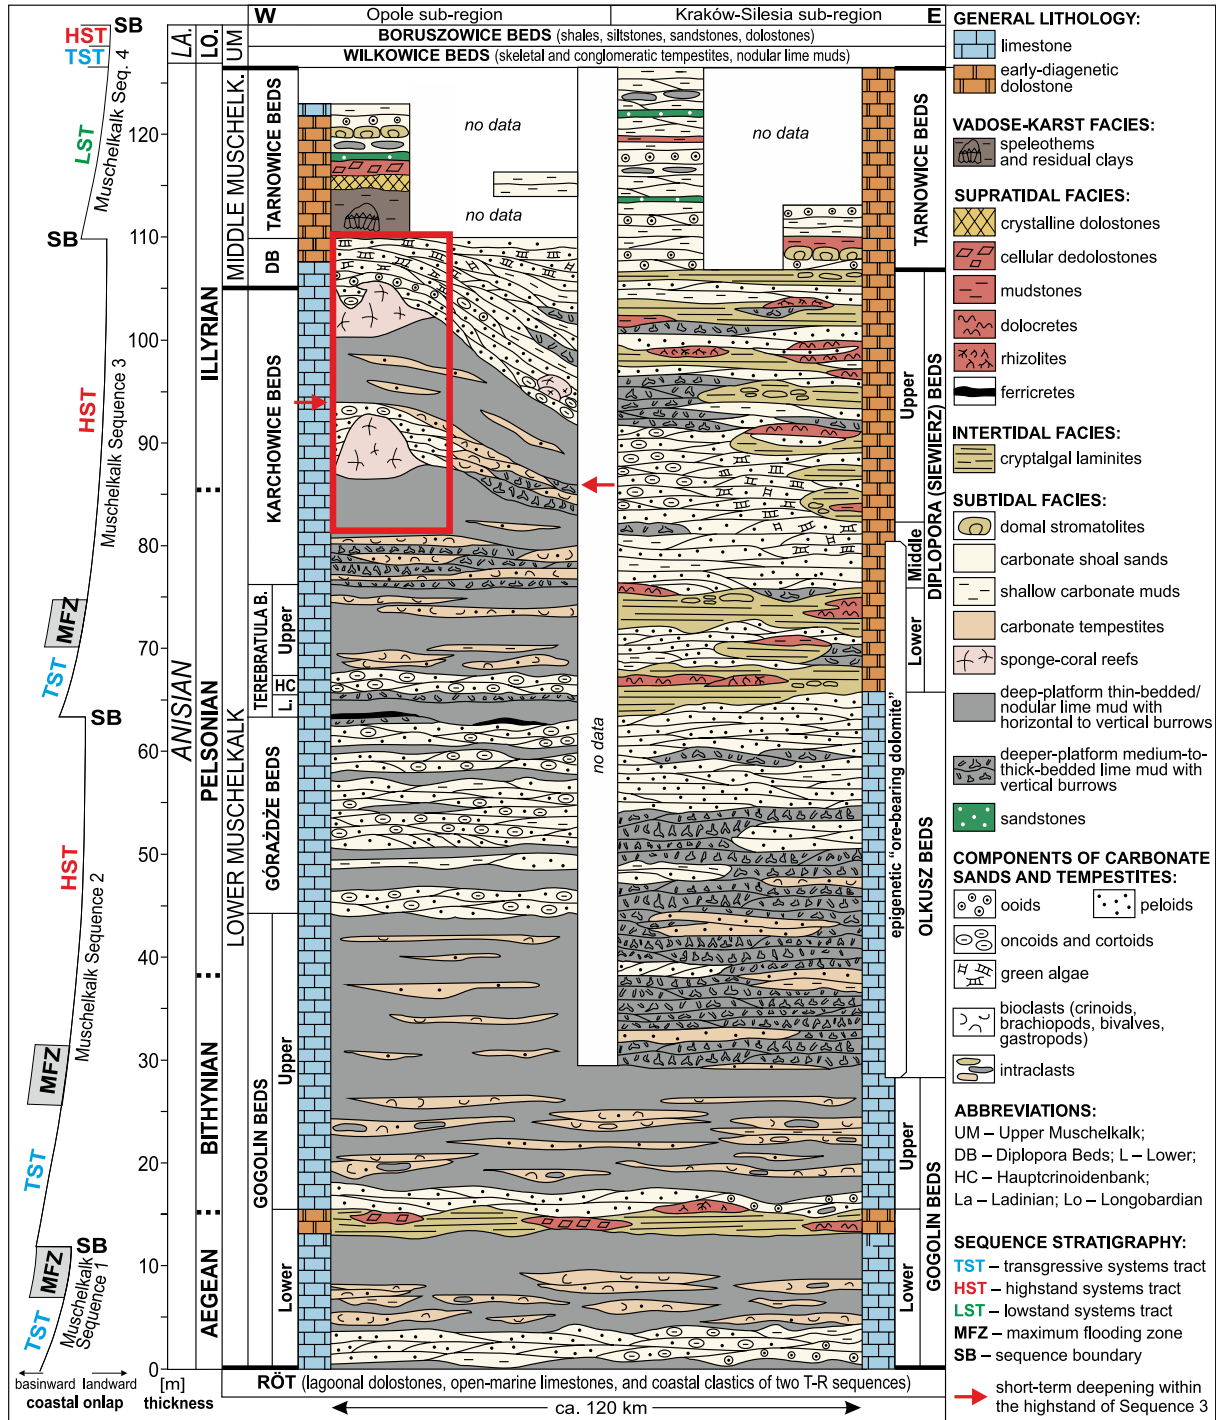 W
Opole sub-region
Kraków-Silesia sub-region
E
BORUSZOWICE BEDS (shales, siltstones, sandstones, dolostones)
WILKOWICE BEDS (skeletal and conglomeratic tempestites, nodular lime muds)
SB
HST
TST
LST
Muschelkalk Seq. 4
SB
HST
Muschelkalk Sequence 3
MFZ
TST
SB
HST
Muschelkalk Sequence 2
MFZ
TST
SB
MFZ
TST
Muschelkalk
Sequence 1
basinward
landward
coastal onlap
[m]
thickness
120
110
100
90
80
70
60
50
40
30
20
10
0
LA.
LO.
UM
ANISIAN
ILLYRIAN
PELSONIAN
BITHYNIAN
AEGEAN
MIDDLE MUSCHELK.
LOWER MUSCHELKALK
TARNOWICE BEDS
DB
KARCHOWICE BEDS
TEREBRATULA B.
Upper
HC
L.
GÓRAŻDŻE BEDS
GOGOLIN BEDS
Upper
Lower
no data
no data
no data
no data
TARNOWICE BEDS
DIPLOPORA (SIEWIERZ) BEDS
Upper
Middle
Lower
epigenetic "ore-bearing dolomite"
OLKUSZ BEDS
GOGOLIN BEDS
Upper
Lower
RÖT (lagoonal dolostones, open-marine limestones, and coastal clastics of two T-R sequences)
ca. 120 km
GENERAL LITHOLOGY:
limestone
early-diagenetic
dolostone
VADOSE-KARST FACIES:
speleothems
and residual clays
SUPRATIDAL FACIES:
crystalline dolostones
cellular dedolostones
mudstones
dolocretes
rhizolites
ferricretes
INTERTIDAL FACIES:
cryptalgal laminites
SUBTIDAL FACIES:
domal stromatolites
carbonate shoal sands
shallow carbonate muds
carbonate tempestites
sponge-coral reefs
deep-platform thin-bedded/
nodular lime mud with
horizontal to vertical burrows
deeper-platform medium-to-
thick-bedded lime mud with
vertical burrows
sandstones
COMPONENTS OF CARBONATE
SANDS AND TEMPESTITES:
ooids
peloids
oncoids and cortoids
green algae
bioclasts (crinoids,
brachiopods, bivalves,
gastropods)
intraclasts
ABBREVIATIONS:
UM – Upper Muschelkalk;
DB – Diplopora Beds; L – Lower;
HC – Hauptcrinoidenbank;
La – Ladinian; Lo – Longobardian
SEQUENCE STRATIGRAPHY:
TST – transgressive systems tract
HST – highstand systems tract
LST – lowstand systems tract
MFZ – maximum flooding zone
SB – sequence boundary
short-term deepening within
the highstand of Sequence 3